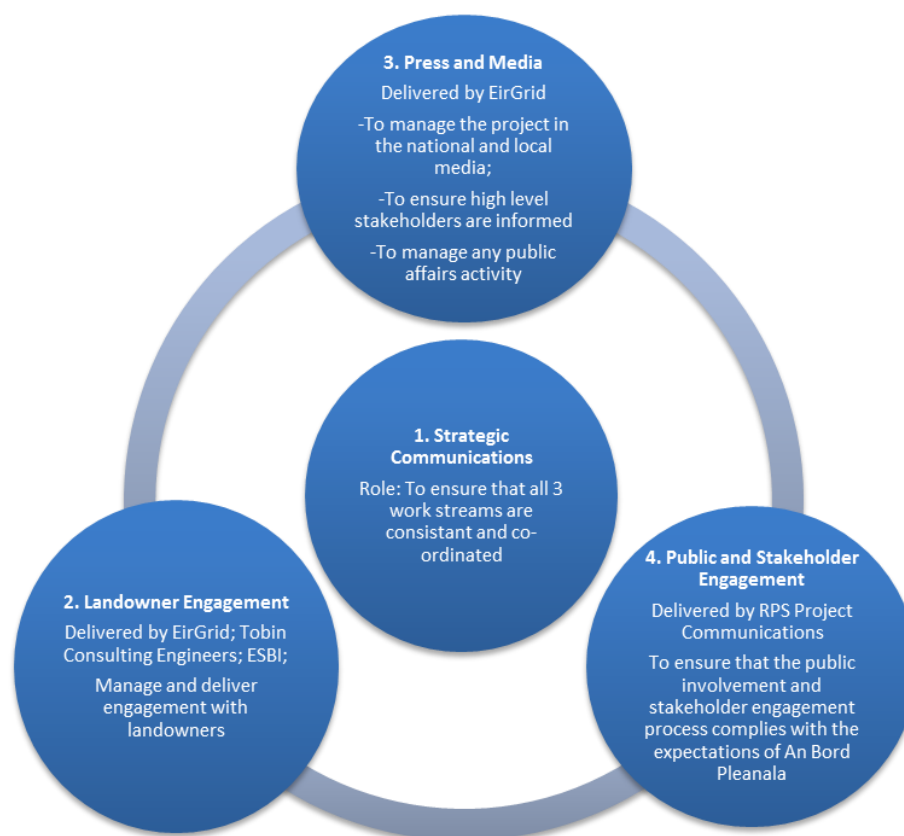 3. Press and Media
Delivered by EirGrid
-To manage the project in
the national and local
media;
-To ensure high level
stakeholders are informed
-To manage any public
affairs activity
1. Strategic
Communications
Role: To ensure that all 3
work streams are
consistant and co-
ordinated
2. Landowner Engagement
Delivered by EirGrid; Tobin
Consulting Engineers; ESBI;
Manage and deliver
engagement with
landowners
4. Public and Stakeholder
Engagement
Delivered by RPS Project
Communications
To ensure that the public
involvement and
stakeholder engagement
process complies with the
expectations of An Bord
Pleanala